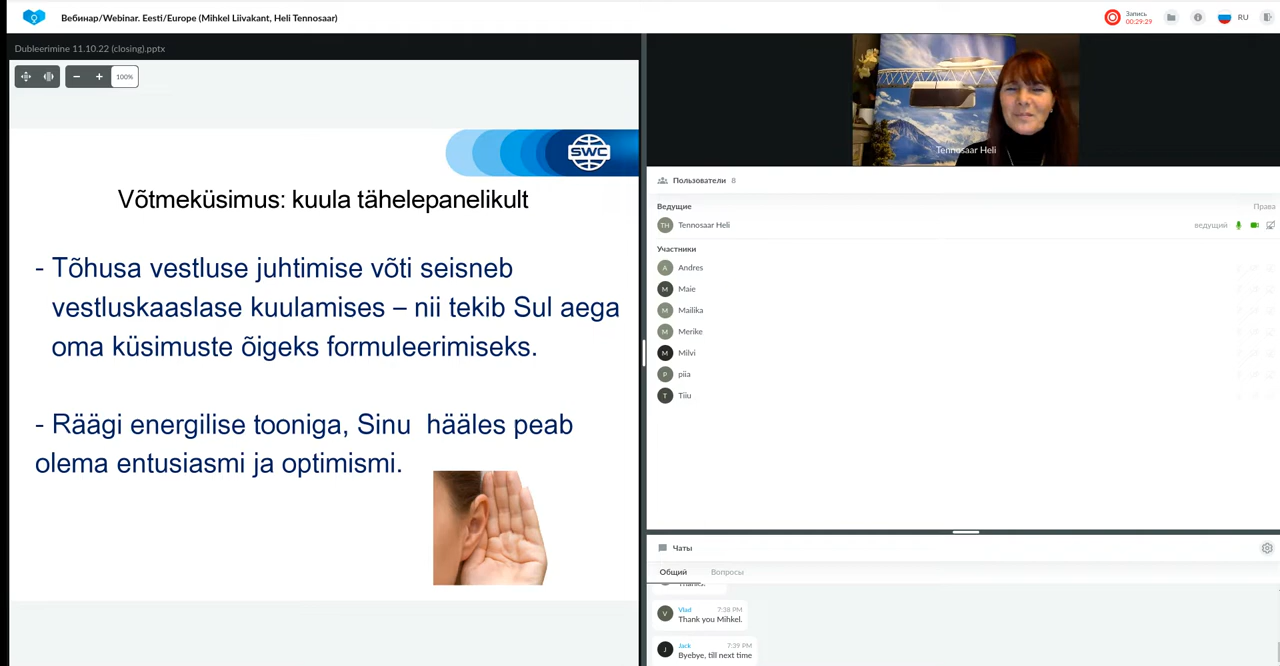 Вебинар/Webinar. Eesti/Europe (Mihkel Liivakant, Heli Tennosaar)
Запись
00:29:29
RU
Dubleerimine 11.10.22 (closing).pptx
100%
SWC
Võtmeküsimus: kuula tähelepanelikult
- Tõhusa vestluse juhtimise võti seisneb
vestluskaaslase kuulamises – nii tekib Sul aega
oma küsimuste õigeks formuleerimiseks.
- Räägi energilise tooniga, Sinu hääles peab
olema entusiasmi ja optimismi.
Tennosaar Heli
Пользователи 8
Ведущие Права
TH Tennosaar Heli ведущий
Участники
A Andres
M Maie
M Mailika
M Merike
M Milvi
P piia
T Tiiu
Чаты
Общий Вопросы
Thanks.
V Vlad 7:38 PM
Thank you Mihkel.
J Jack 7:39 PM
Byebye, till next time